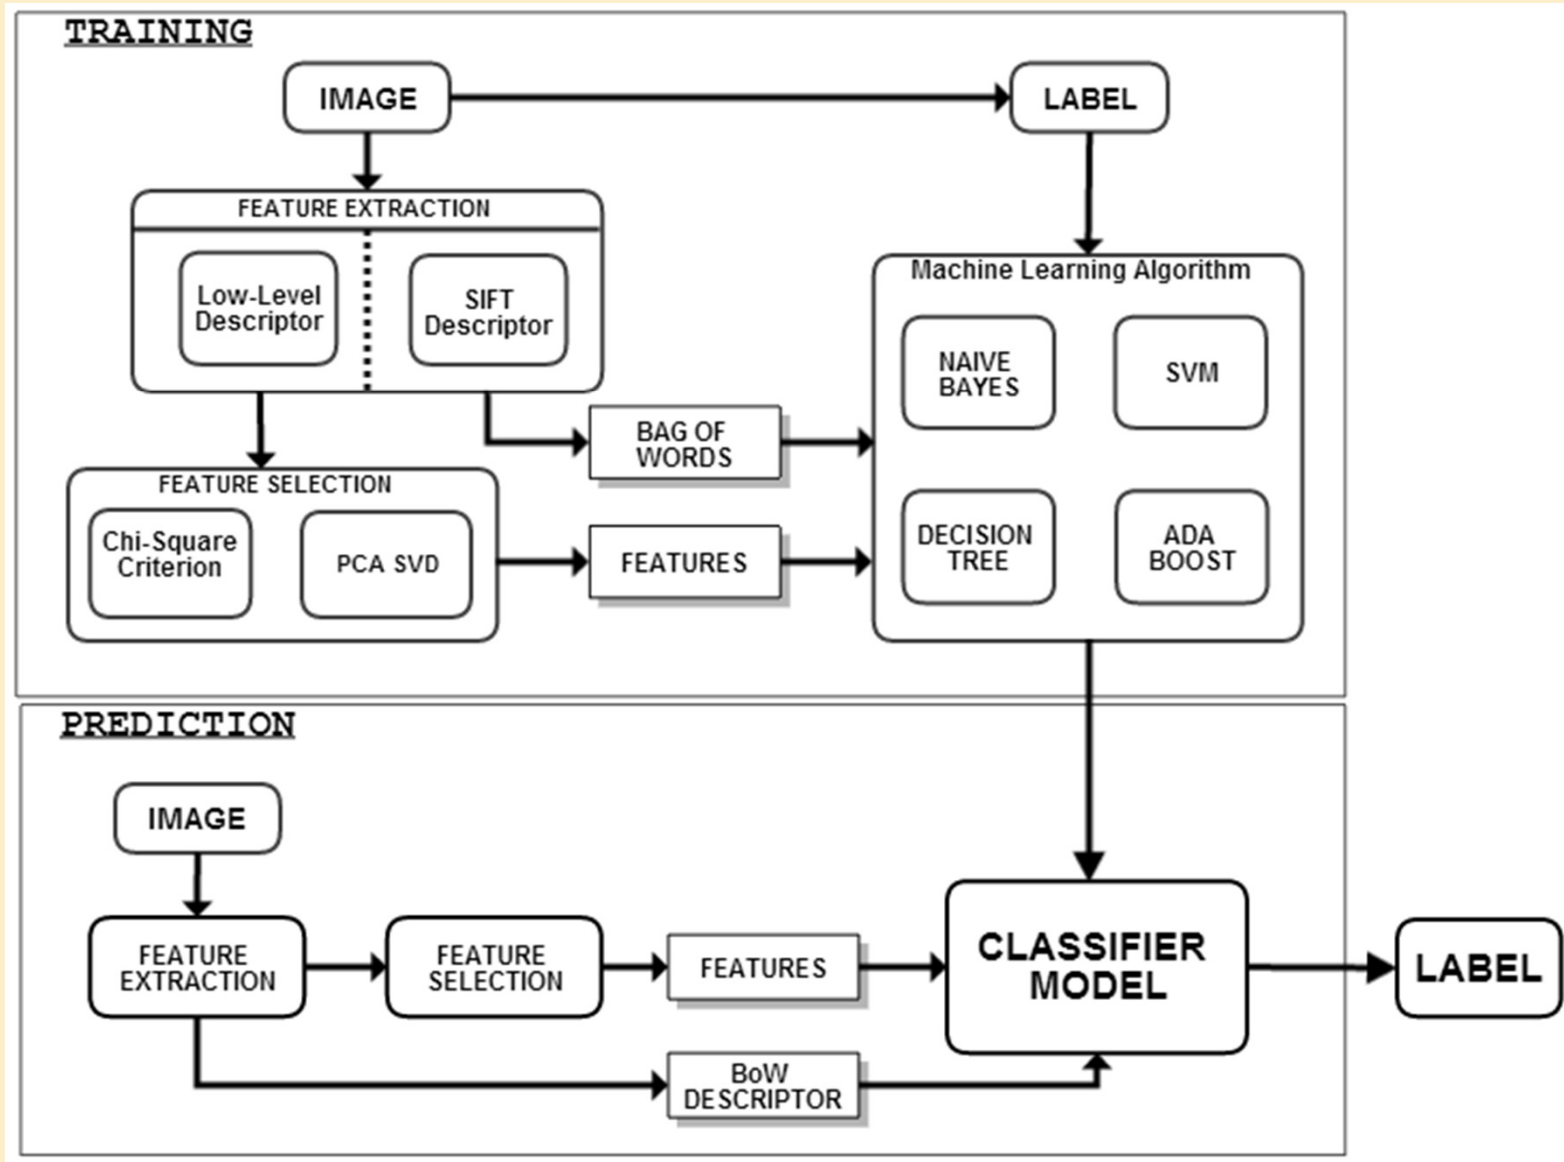 TRAINING
IMAGE
LABEL
FEATURE EXTRACTION
Low-Level
Descriptor
SIFT
Descriptor
Machine Learning Algorithm
NAIVE
BAYES
SVM
DECISION
TREE
ADA
BOOST
BAG OF
WORDS
FEATURE SELECTION
Chi-Square
Criterion
PCA SVD
FEATURES
PREDICTION
IMAGE
FEATURE
EXTRACTION
FEATURE
SELECTION
FEATURES
BoW
DESCRIPTOR
CLASSIFIER
MODEL
LABEL